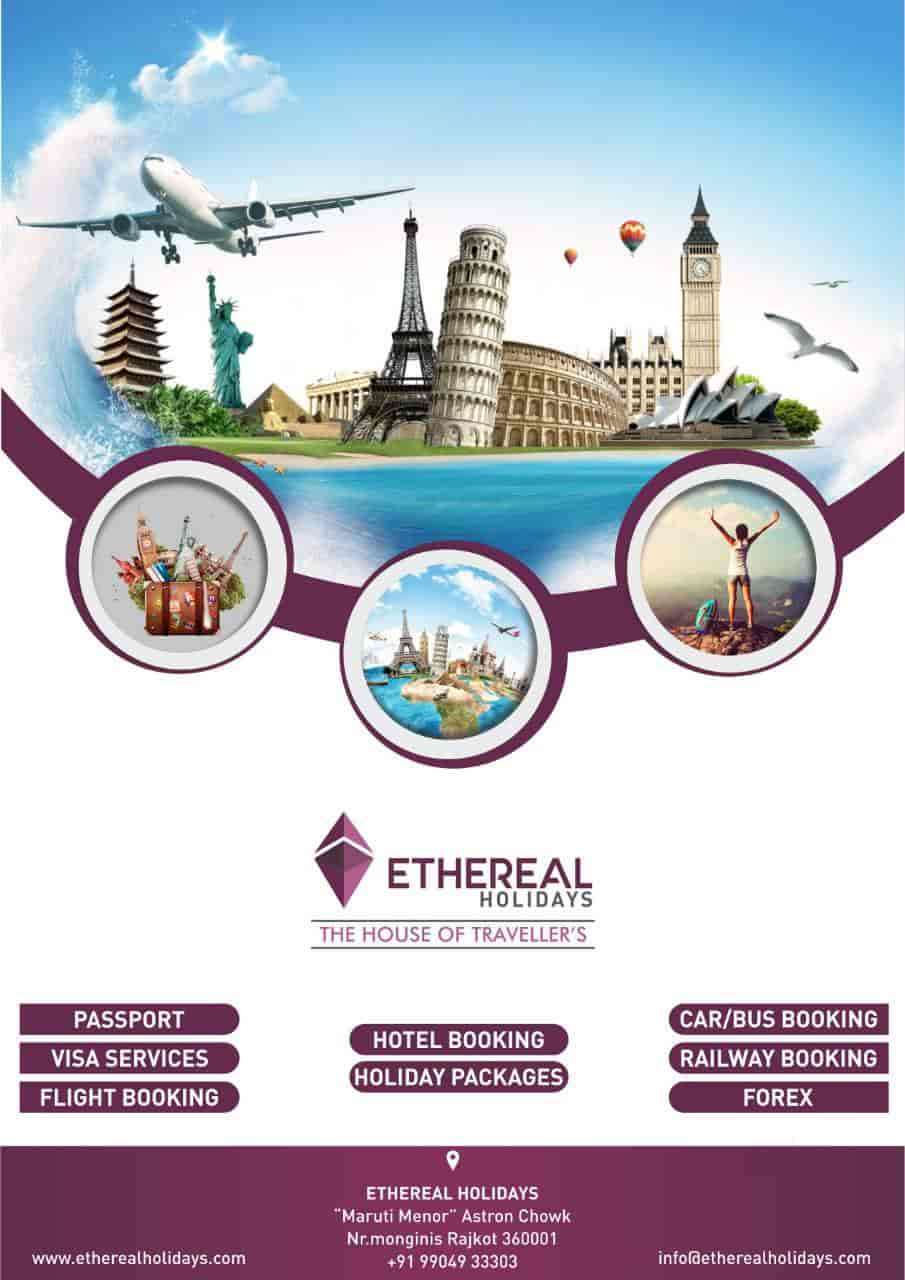 ETHEREAL
HOLIDAYS
THE HOUSE OF TRAVELLER'S
PASSPORT
VISA SERVICES
FLIGHT BOOKING
HOTEL BOOKING
HOLIDAY PACKAGES
CAR/BUS BOOKING
RAILWAY BOOKING
FOREX
ETHEREAL HOLIDAYS
“Maruti Menor” Astron Chowk
Nr.monginis Rajkot 360001
+91 99049 33303
www.etherealholidays.com
info@etherealholidays.com